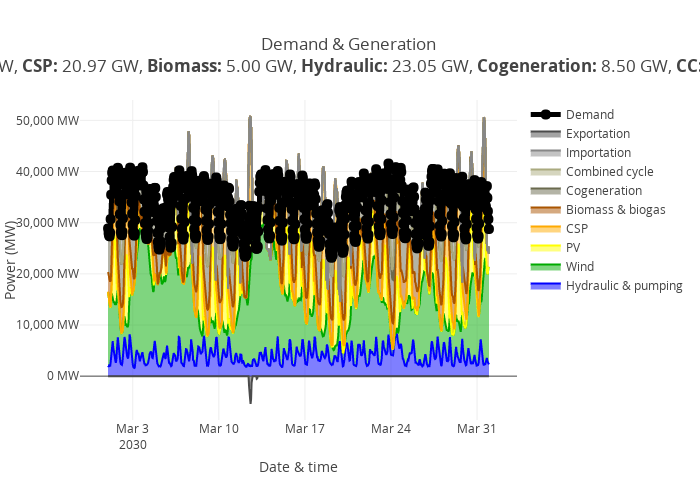 Demand & Generation
W, CSP: 20.97 GW, Biomass: 5.00 GW, Hydraulic: 23.05 GW, Cogeneration: 8.50 GW, CC:
50,000 MW
40,000 MW
30,000 MW
20,000 MW
10,000 MW
0 MW
Power (MW)
Mar 3
2030
Mar 10
Mar 17
Mar 24
Mar 31
Date & time
Demand
Exportation
Importation
Combined cycle
Cogeneration
Biomass & biogas
CSP
PV
Wind
Hydraulic & pumping